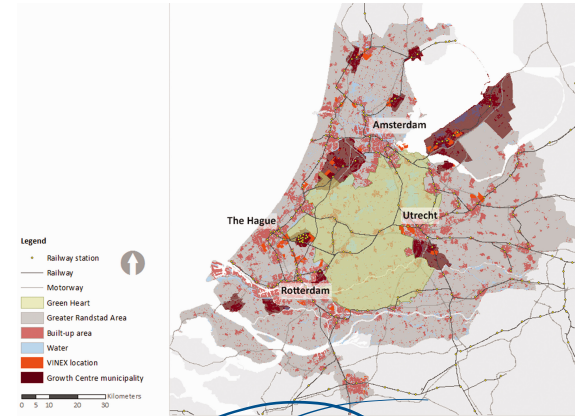 Amsterdam
The Hague
Utrecht
Rotterdam
Legend
Railway station
Railway
Motorway
Green Heart
Greater Randstad Area
Built-up area
Water
VINEX location
Growth Centre municipality
0 5 10 20 30 Kilometers